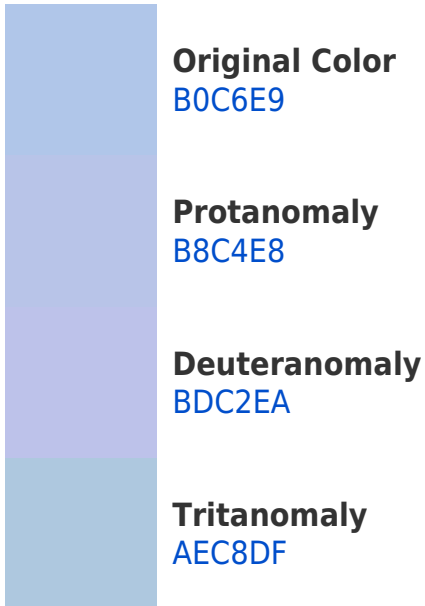 Original Color
B0C6E9
Protanomaly
B8C4E8
Deuteranomaly
BDC2EA
Tritanomaly
AEC8DF